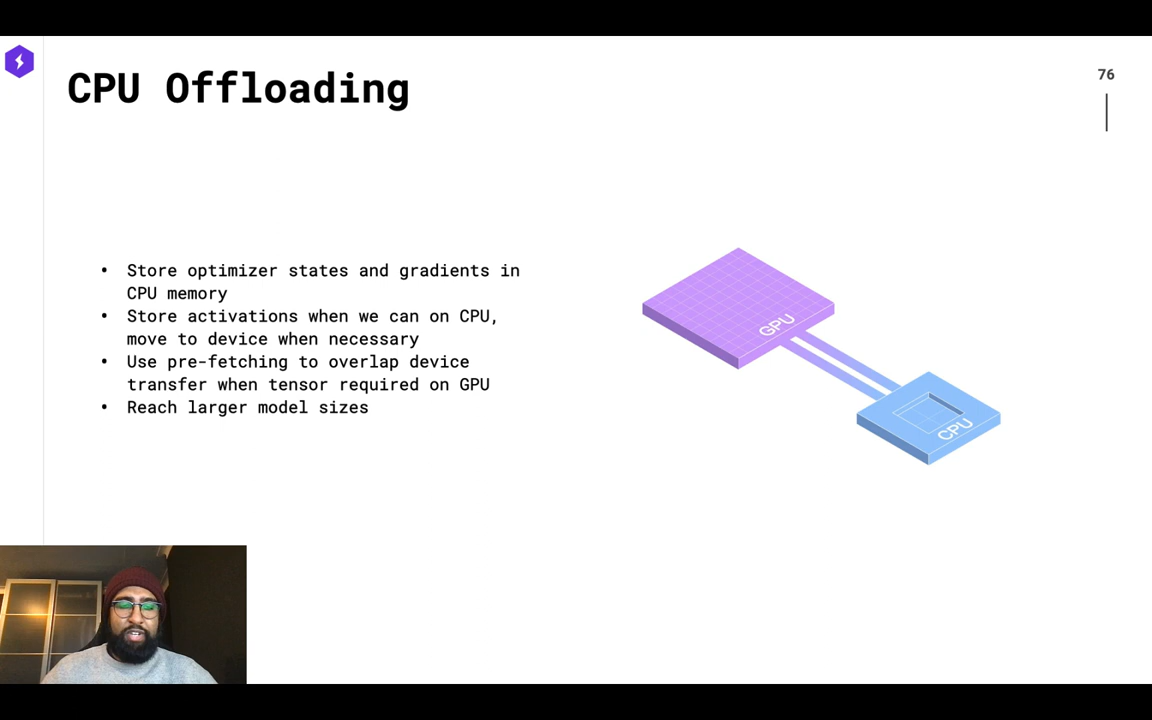 CPU Offloading
76
• Store optimizer states and gradients in
CPU memory
• Store activations when we can on CPU,
move to device when necessary
• Use pre-fetching to overlap device
transfer when tensor required on GPU
• Reach larger model sizes
GPU
CPU